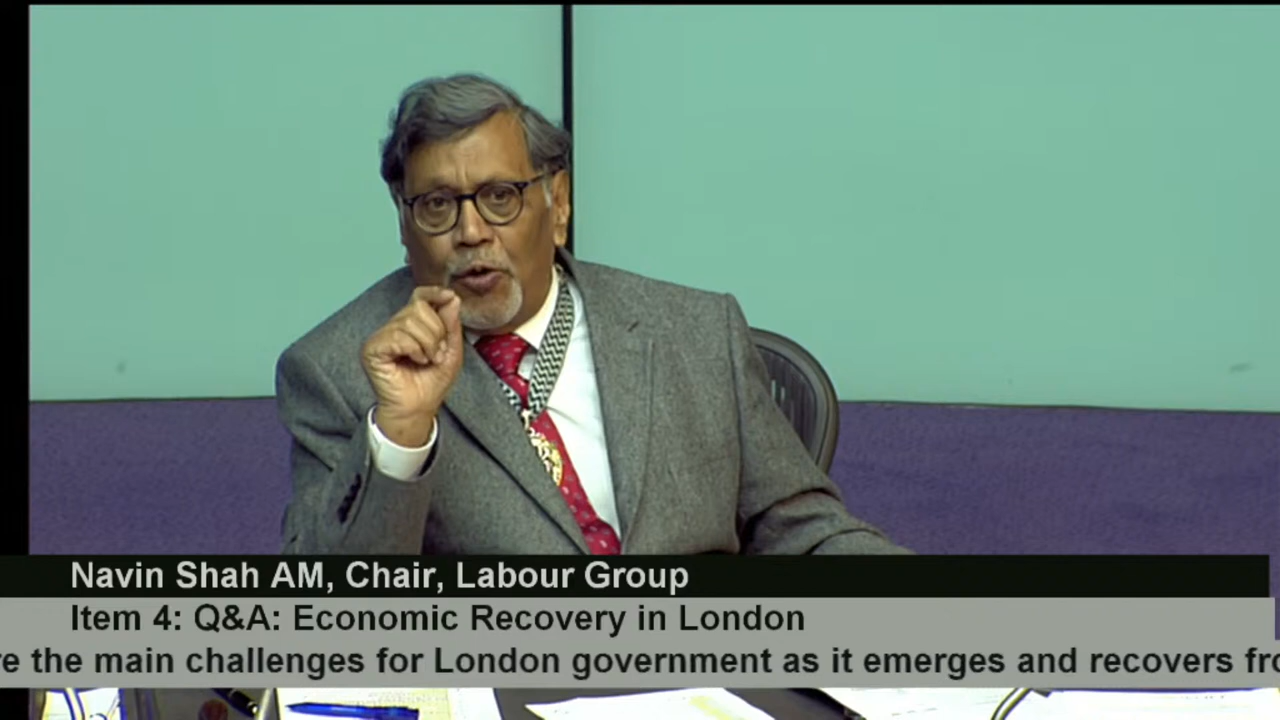 Navin Shah AM, Chair, Labour Group
Item 4: Q&A: Economic Recovery in London
the main challenges for London government as it emerges and recovers